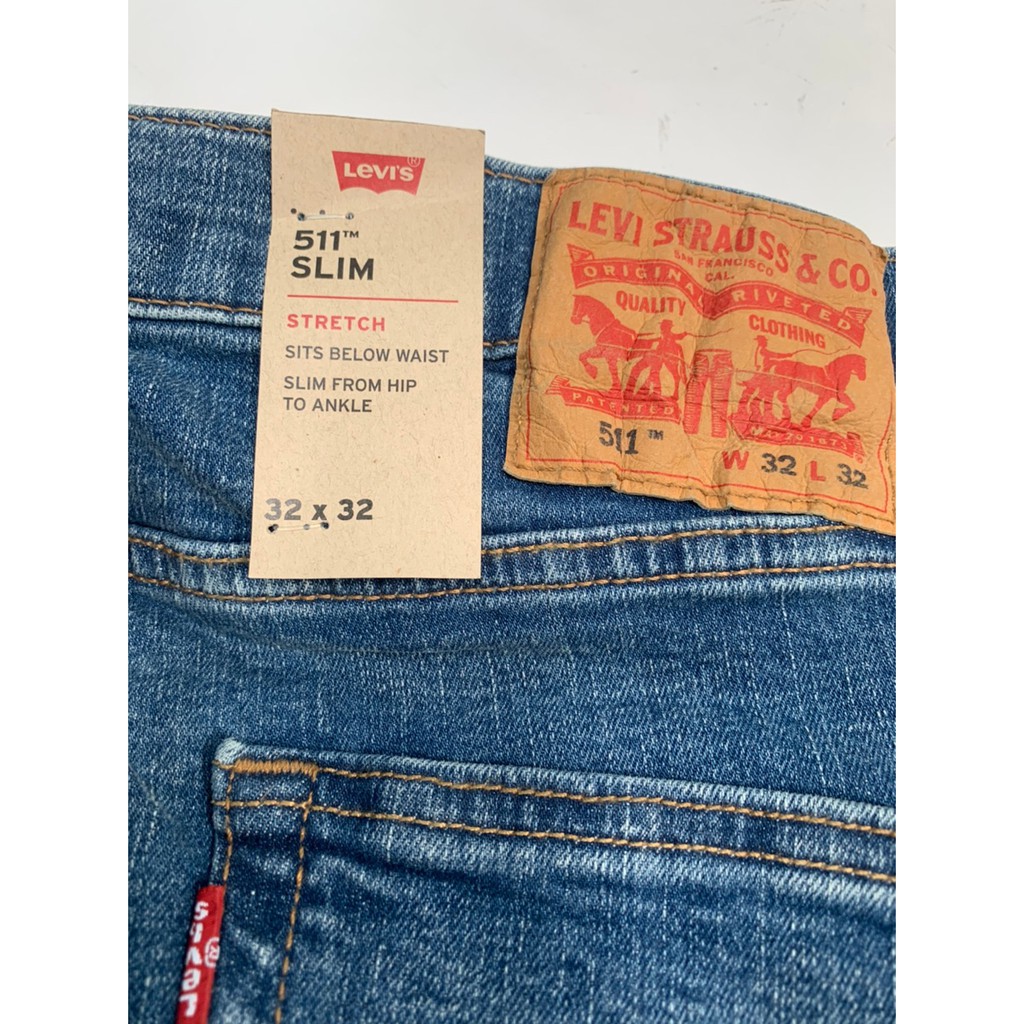 LEVI'S ®
511™
SLIM
STRETCH
SITS BELOW WAIST
SLIM FROM HIP
TO ANKLE
32 x 32
LEVI STRAUSS & CO.
SAN FRANCISCO
CAL.
ORIGINAL RIVETED
QUALITY CLOTHING
PATENTED
511™
W 32 L 32
LEVI'S ®